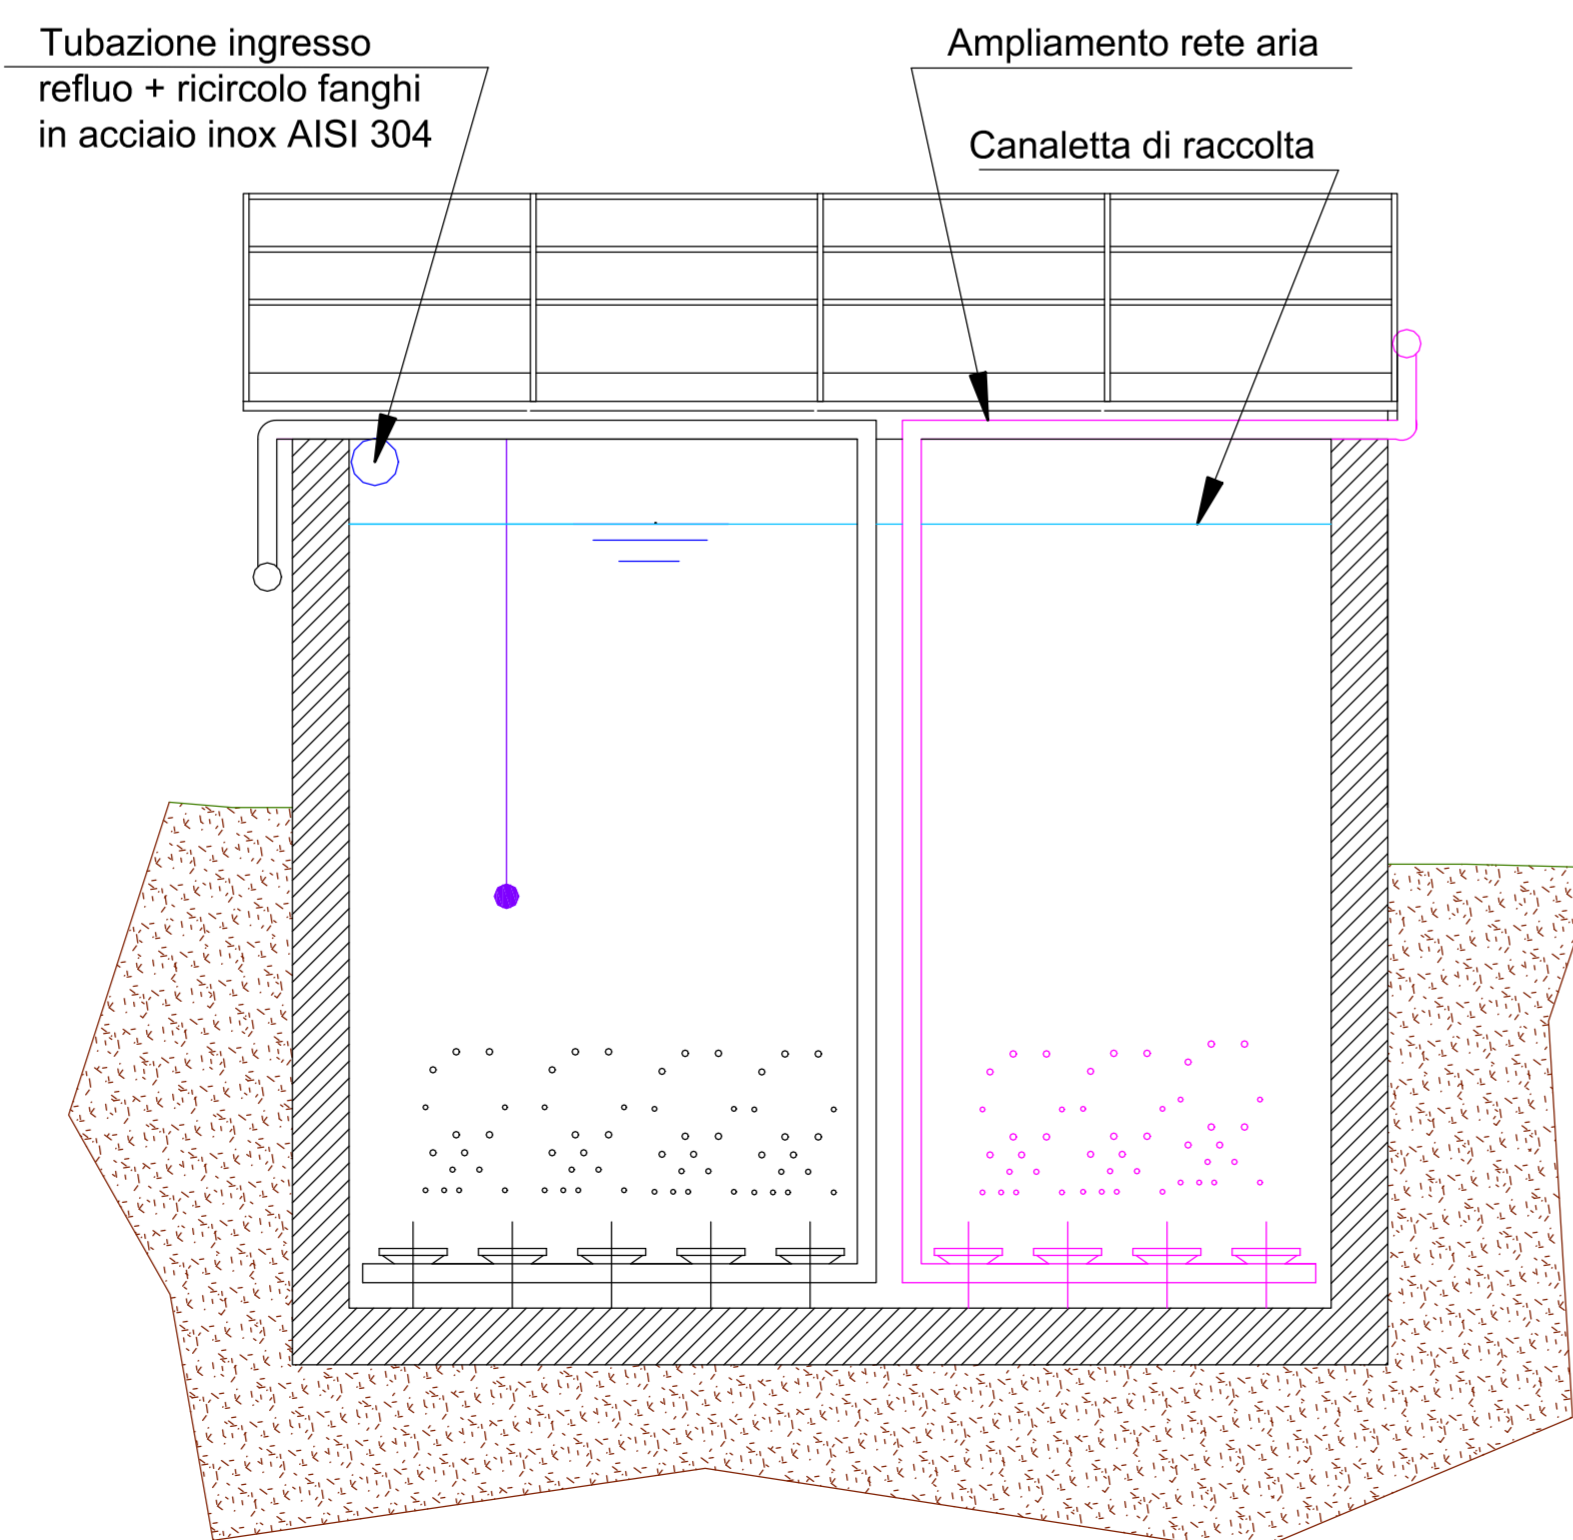 Tubazione ingresso
refluo + ricircolo fanghi
in acciaio inox AISI 304
Ampliamento rete aria
Canaletta di raccolta